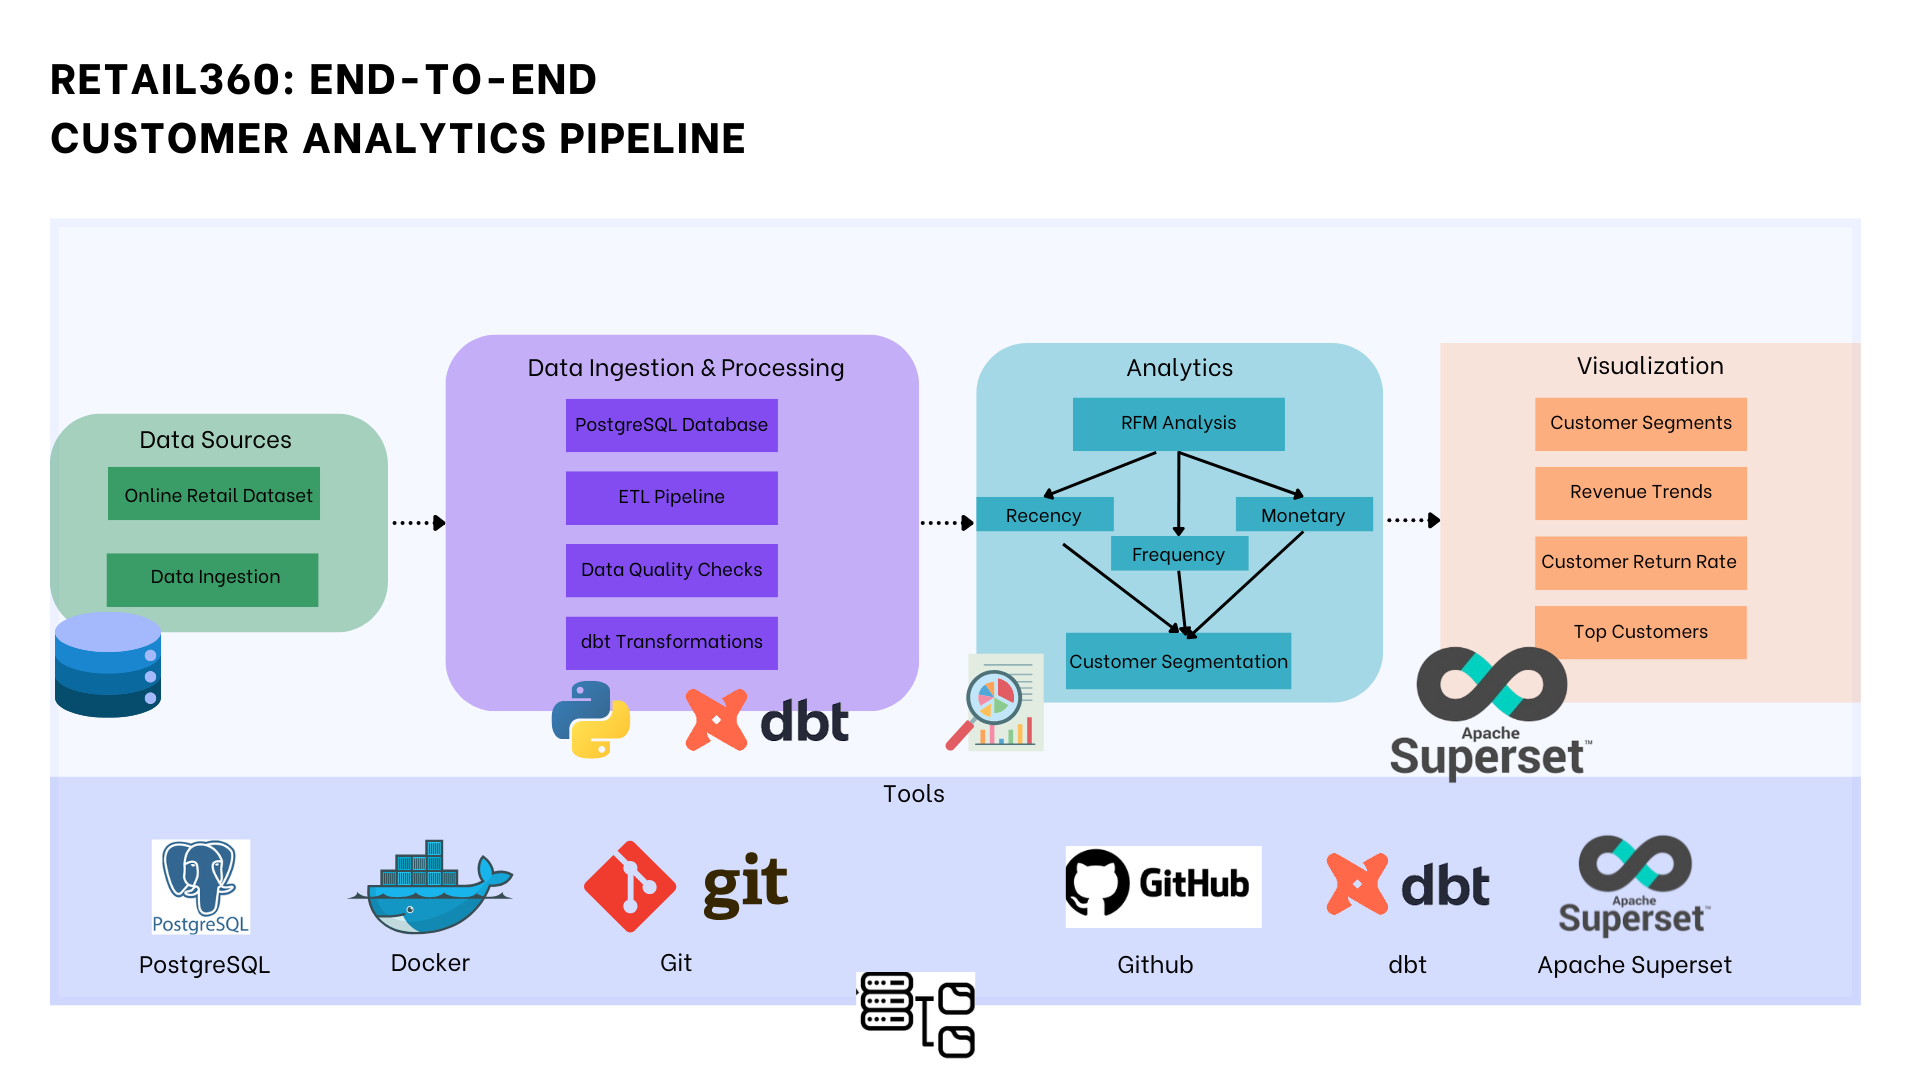 RETAIL360: END-TO-END
CUSTOMER ANALYTICS PIPELINE
Data Sources
Online Retail Dataset
Data Ingestion
Data Ingestion & Processing
PostgreSQL Database
ETL Pipeline
Data Quality Checks
dbt Transformations
dbt
Analytics
RFM Analysis
Recency
Monetary
Frequency
Customer Segmentation
Visualization
Customer Segments
Revenue Trends
Customer Return Rate
Top Customers
Apache
Superset™
Tools
PostgreSQL
git
GitHub
dbt
Apache
Superset™
PostgreSQL
Docker
Git
Github
dbt
Apache Superset